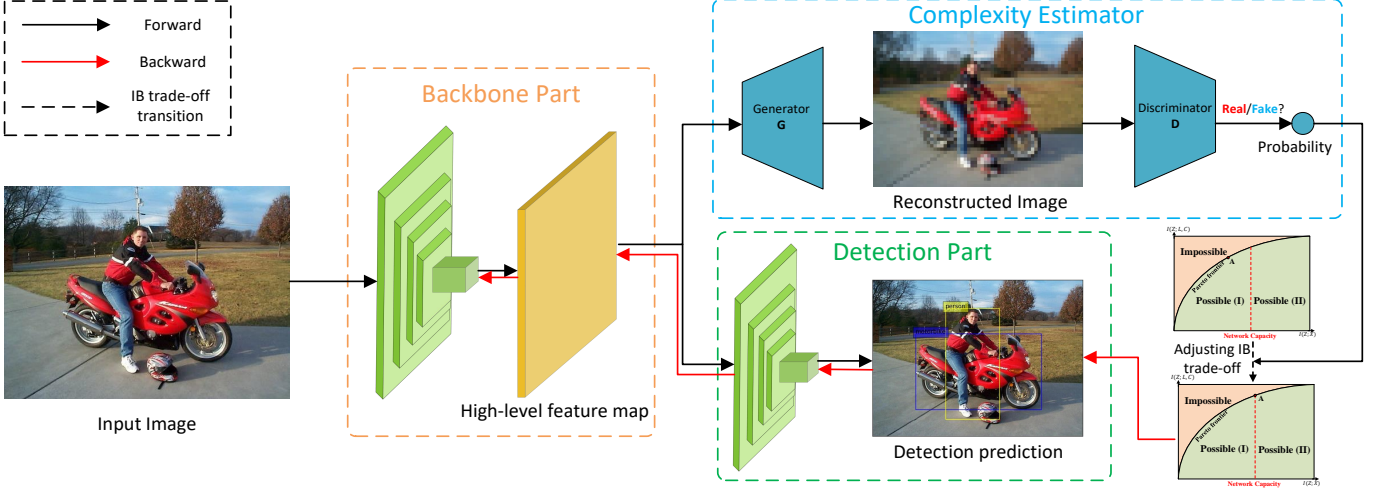 Forward
Backward
IB trade-off
transition
Input Image
Backbone Part
High-level feature map
Complexity Estimator
Generator
G
Reconstructed Image
Discriminator
D
Real/Fake?
Probability
Detection Part
person
Detection prediction
I(Z; L, C)
Impossible
A
Pareto frontier
Possible (I)
Possible (II)
Network Capacity
I(Z; X)
Adjusting IB
trade-off
I(Z; L, C)
Impossible
A
Pareto frontier
Possible (I)
Possible (II)
Network Capacity
I(Z; X)